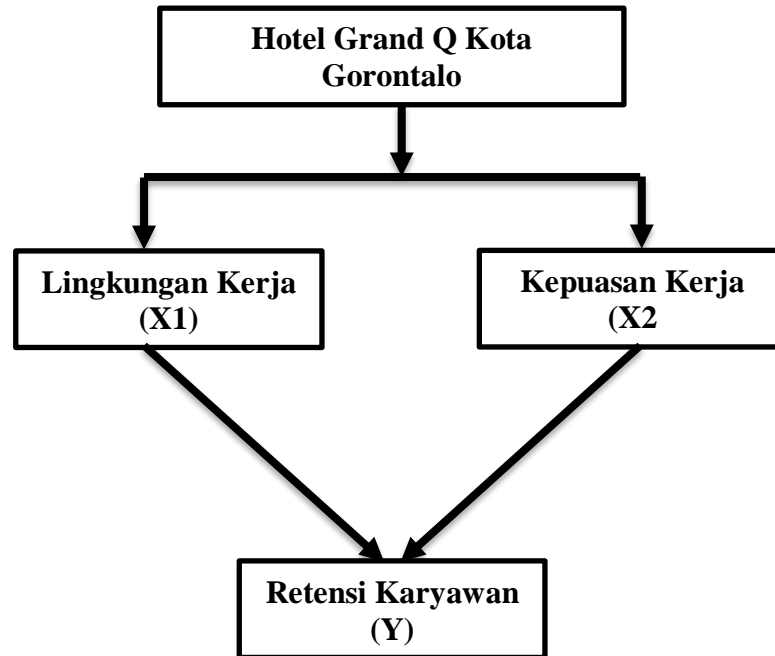 Hotel Grand Q Kota
Gorontalo
Lingkungan Kerja
(X1)
Kepuasan Kerja
(X2
Retensi Karyawan
(Y)